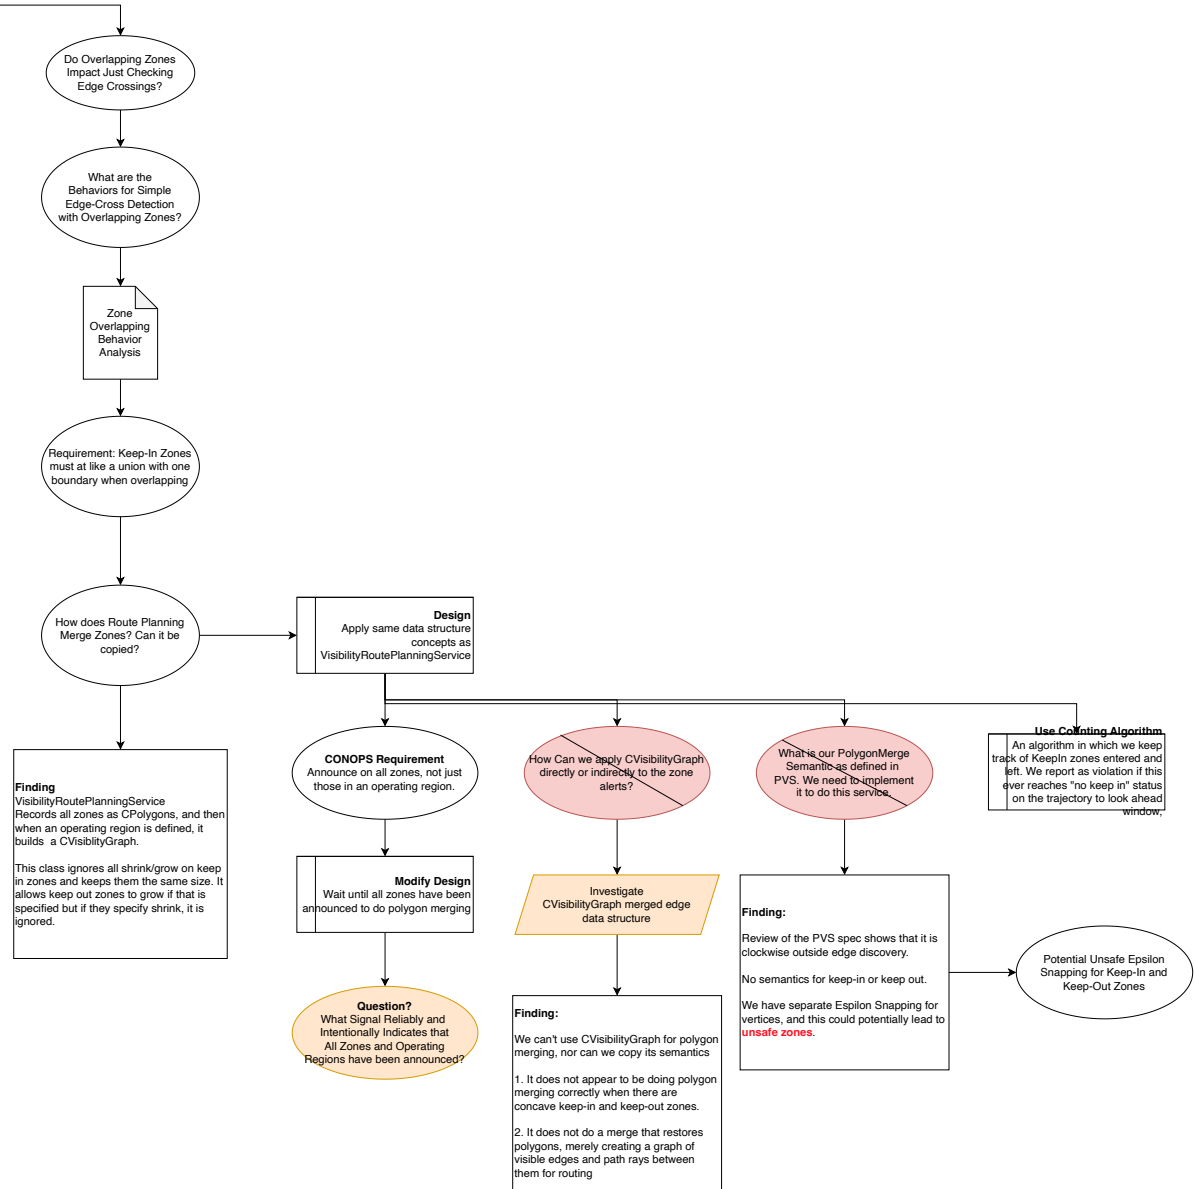 Do Overlapping Zones
Impact Just Checking
Edge Crossings?
What are the
Behaviors for Simple
Edge-Cross Detection
with Overlapping Zones?
Zone
Overlapping
Behavior
Analysis
Requirement: Keep-In Zones
must at like a union with one
boundary when overlapping
How does Route Planning
Merge Zones? Can it be
copied?
Design
Apply same data structure
concepts as
VisibilityRoutePlanningService
Finding
VisibilityRoutePlanningService
Records all zones as CPolygons, and then
when an operating region is defined, it
builds  a CVisiblityGraph.
This class ignores all shrink/grow on keep
in zones and keeps them the same size. It
allows keep out zones to grow if that is
specified but if they specify shrink, it is
ignored.
CONOPS Requirement
Announce on all zones, not just
those in an operating region.
Modify Design
Wait until all zones have been
announced to do polygon merging
Question?
What Signal Reliably and
Intentionally Indicates that
All Zones and Operating
Regions have been announced?
How Can we apply CVisibilityGraph
directly or indirectly to the zone
alerts?
Investigate
CVisibilityGraph merged edge
data structure
Finding:
We can't use CVisibilityGraph for polygon
merging, nor can we copy its semantics
1. It does not appear to be doing polygon
merging correctly when there are
concave keep-in and keep-out zones.
2. It does not do a merge that restores
polygons, merely creating a graph of
visible edges and path rays between
them for routing
What is our PolygonMerge
Semantic as defined in
PVS. We need to implement
it to do this service.
Finding:
Review of the PVS spec shows that it is
clockwise outside edge discovery.
No semantics for keep-in or keep out.
We have separate Espilon Snapping for
vertices, and this could potentially lead to
unsafe zones.
Potential Unsafe Epsilon
Snapping for Keep-In and
Keep-Out Zones
Use Counting Algorithm
An algorithm in which we keep
track of KeepIn zones entered and
left. We report as violation if this
ever reaches "no keep in" status
on the trajectory to look ahead
window,